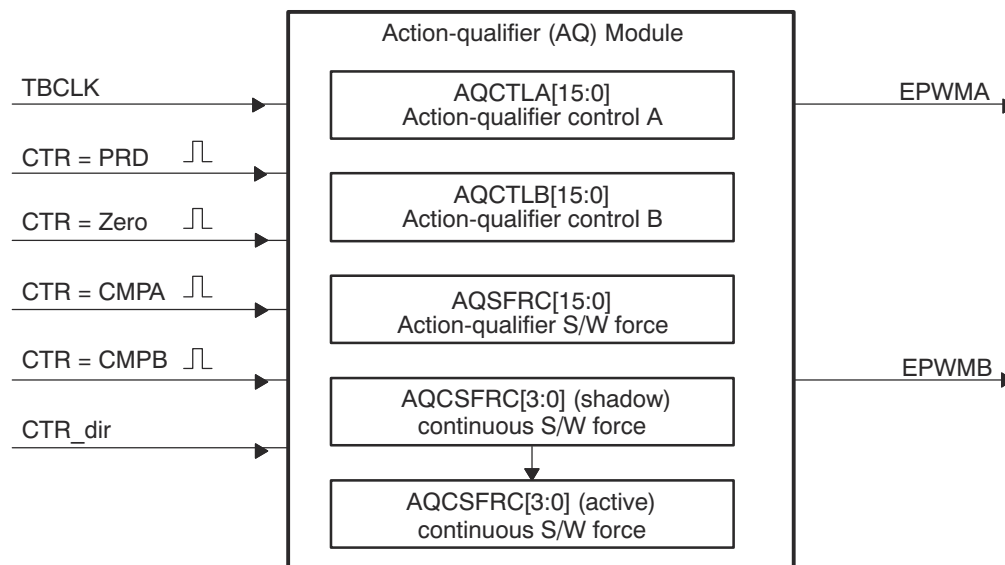 Action-qualifier (AQ) Module
TBCLK
CTR = PRD
CTR = Zero
CTR = CMPA
CTR = CMPB
CTR_dir
AQCTLA[15:0]
Action-qualifier control A
AQCTLB[15:0]
Action-qualifier control B
AQSFRC[15:0]
Action-qualifier S/W force
AQCSFRC[3:0] (shadow)
continuous S/W force
AQCSFRC[3:0] (active)
continuous S/W force
EPWMA
EPWMB